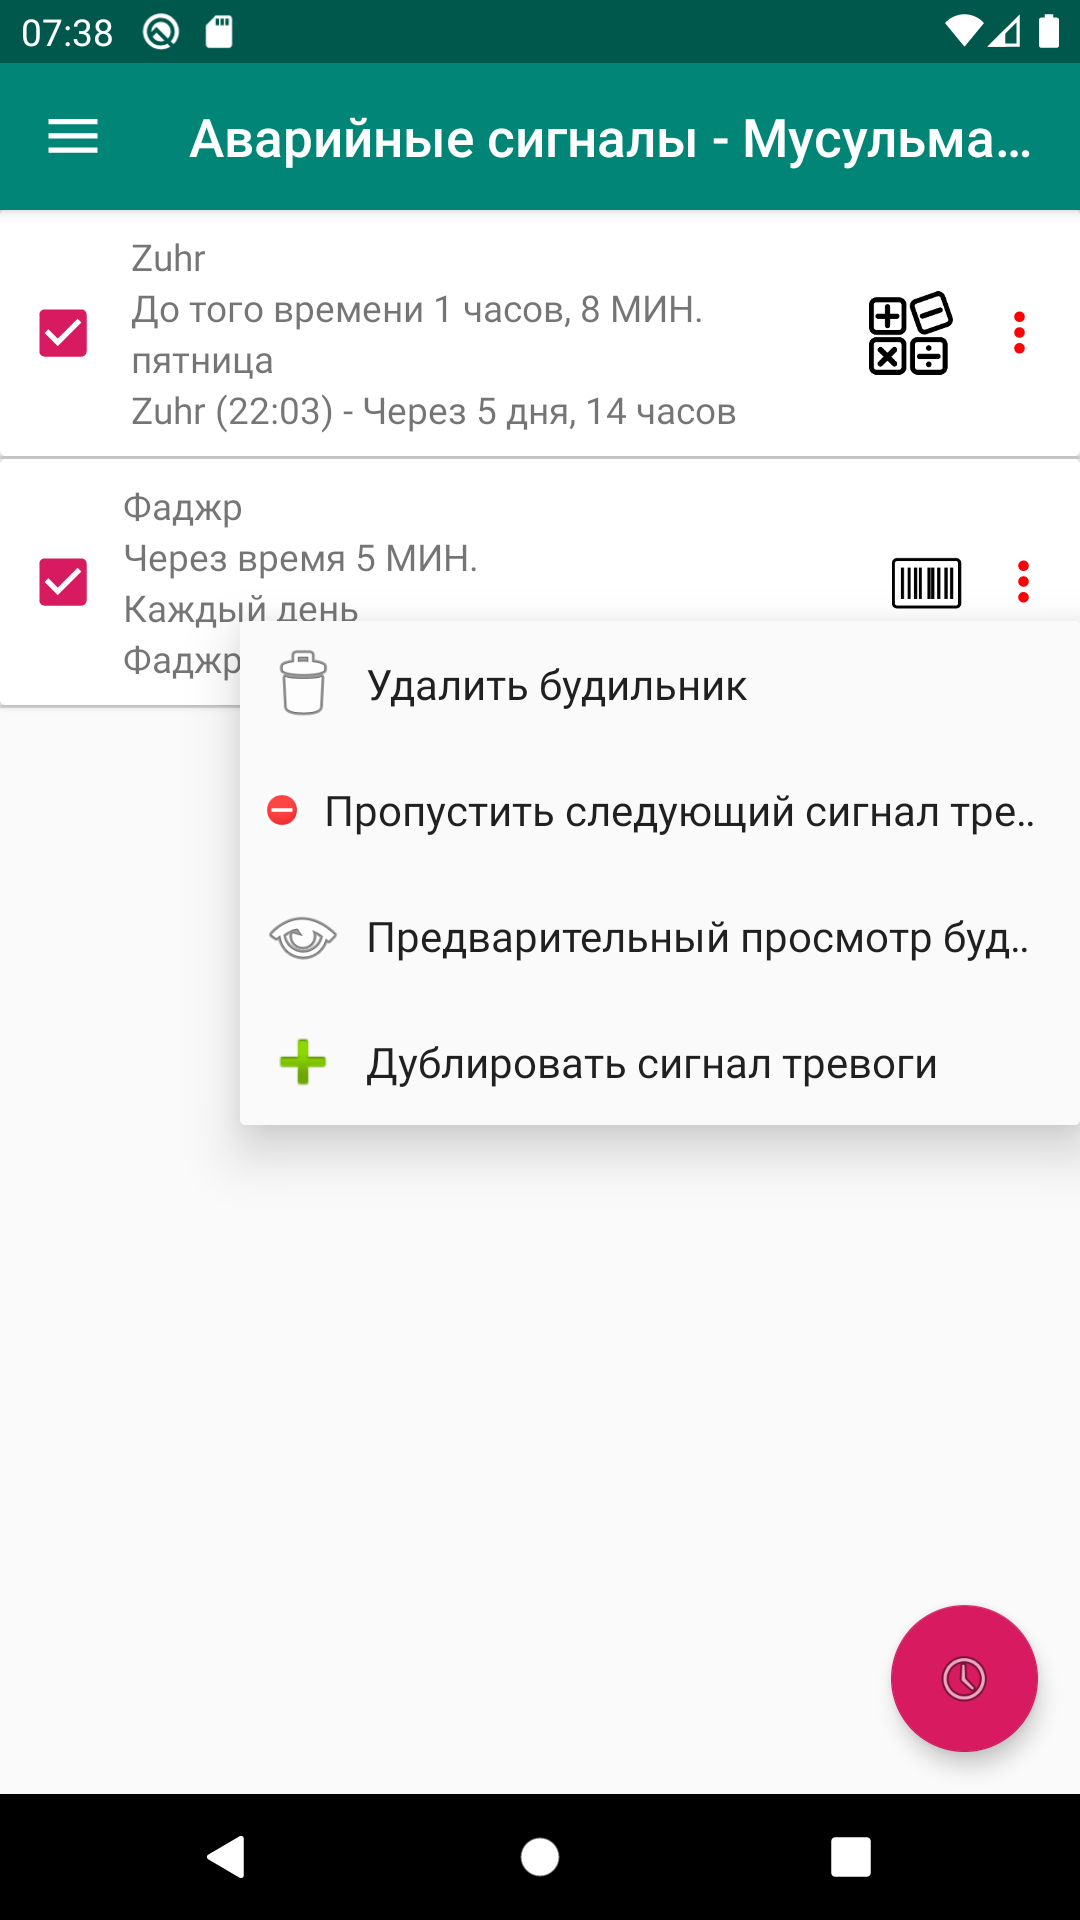 07:38
Аварийные сигналы - Мусульма...
Zuhr
До того времени 1 часов, 8 МИН.
пятница
Zuhr (22:03) - Через 5 дня, 14 часов
Фаджр
Через время 5 МИН.
Каждый день
Фаджр
Удалить будильник
Пропустить следующий сигнал тре..
Предварительный просмотр буд..
Дублировать сигнал тревоги